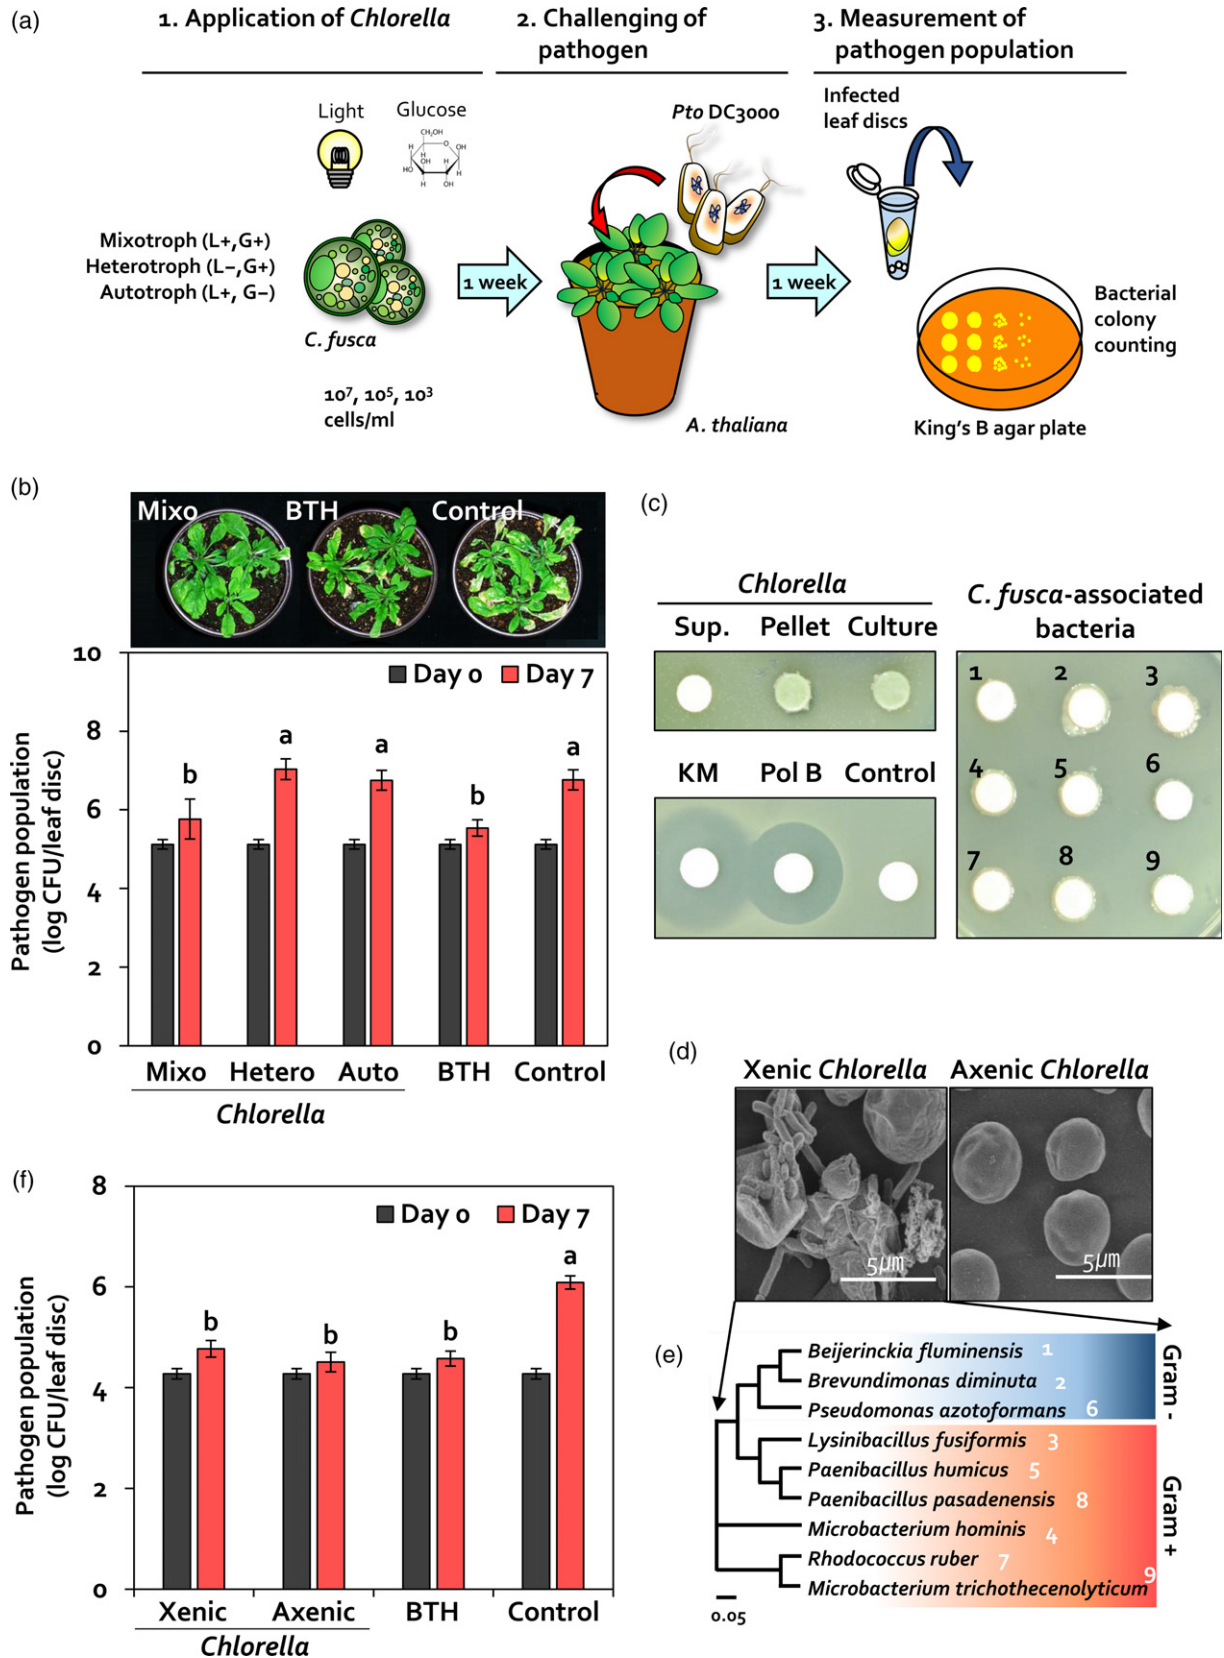 (a)
1. Application of Chlorella
2. Challenging of
pathogen
3. Measurement of
pathogen population
Light
Glucose
CH₂OH
H
O
OH
H
OH
H
HO
H
H
OH
Mixotroph (L+,G+)
Heterotroph (L−,G+)
Autotroph (L+, G−)
C. fusca
10⁷, 10⁵, 10³
cells/ml
1 week
Pto DC3000
A. thaliana
1 week
Infected
leaf discs
Bacterial
colony
counting
King's B agar plate
(b)
Mixo
BTH
Control
Pathogen population
(log CFU/leaf disc)
10
8
6
4
2
0
Day 0
Day 7
b
a
a
b
a
Mixo
Hetero
Auto
BTH
Control
Chlorella
(c)
Chlorella
Sup.
Pellet
Culture
KM
Pol B
Control
C. fusca-associated
bacteria
1
2
3
4
5
6
7
8
9
(d)
Xenic Chlorella
Axenic Chlorella
5μm
5μm
(e)
Beijerinckia fluminensis 1
Brevundimonas diminuta 2
Pseudomonas azotoformans 6
Lysinibacillus fusiformis 3
Paenibacillus humicus 5
Paenibacillus pasadenensis 8
Microbacterium hominis 4
Rhodococcus ruber 7
Microbacterium trichothecenolyticum 9
Gram -
Gram +
0.05
(f)
Pathogen population
(log CFU/leaf disc)
8
6
4
2
0
Day 0
Day 7
b
b
b
a
Xenic
Axenic
BTH
Control
Chlorella